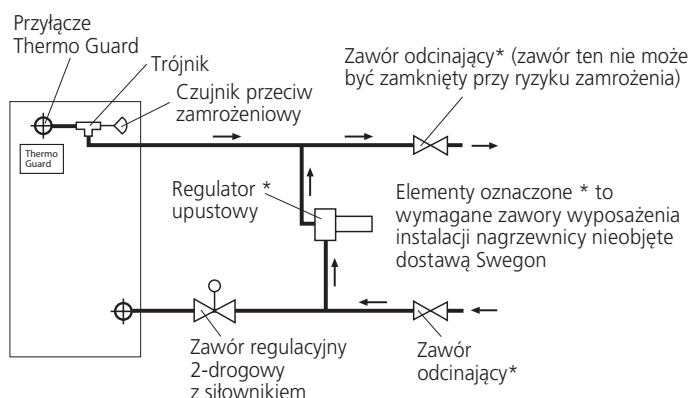 Przyłącze
Thermo Guard
Trójnik
Czujnik przeciw
zamrożeniowy
Zawór odcinający* (zawór ten nie może
być zamknięty przy ryzyku zamrożenia)
Thermo
Guard
Regulator *
upustowy
Elementy oznaczone * to
wymagane zawory wyposażenia
instalacji nagrzewnicy nieobjęte
dostawą Swegon
Zawór regulacyjny
2-drogowy
z siłownikiem
Zawór
odcinający*